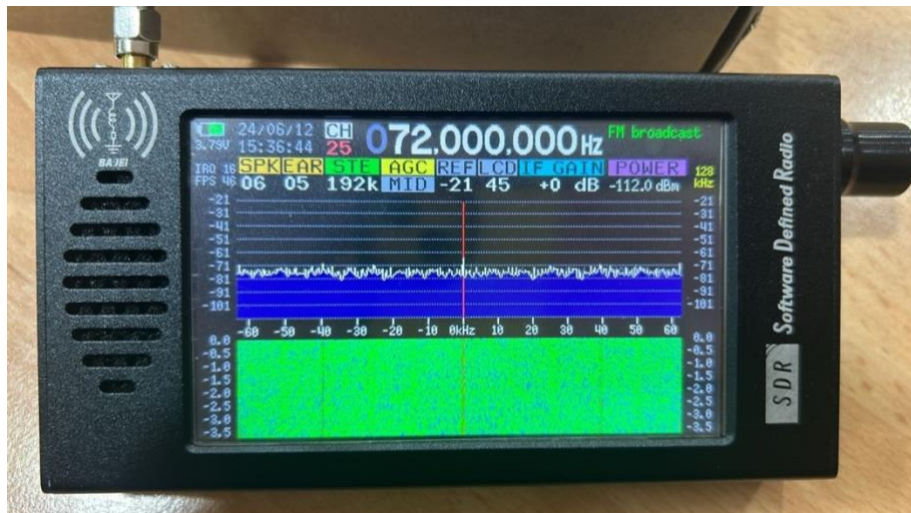 24/06/12 CH 072.000.000Hz FM broadcast
3.79V 15:36:44 25
BAJEI
IRQ 16 SPK EAR STE AGC REF LCD IF GAIN POWER 128
FPS 46 06 05 192k MID -21 45 +0 dB -112.0 dBm kHz
-21 -21
-31 -31
-41 -41
-51 -51
-61 -61
-71 -71
-81 -81
-91 -91
-101 -101
-60 -50 -40 -30 -20 -10 0kHz 10 20 30 40 50 60
0.0 0.0
-0.5 -0.5
-1.0 -1.0
-1.5 -1.5
-2.0 -2.0
-2.5 -2.5
-3.0 -3.0
-3.5 -3.5
SDR Software Defined Radio